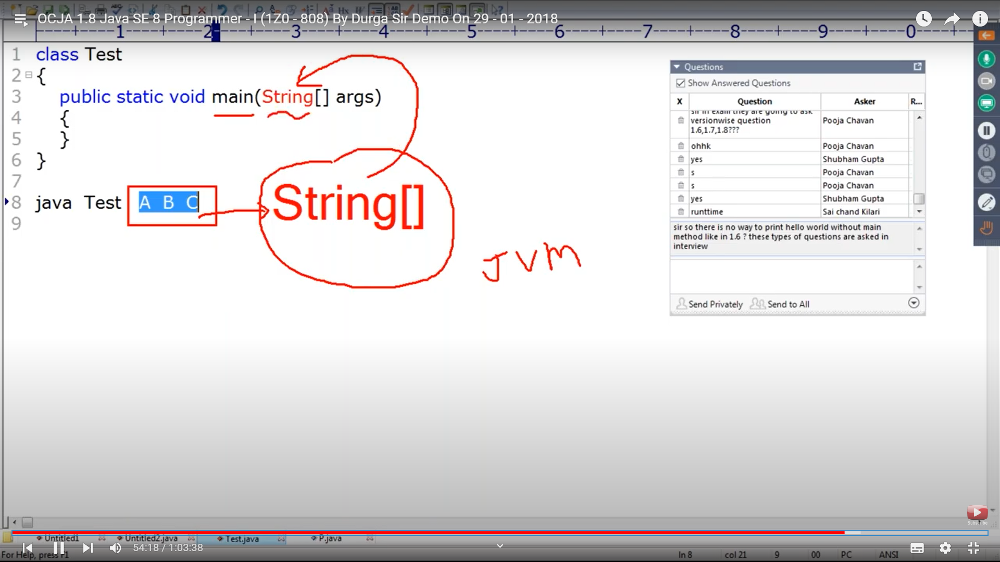 OCJA 1.8 Java SE 8 Programmer - I (1Z0 - 808) By Durga Sir Demo On 29 - 01 - 2018
----+----1----+----2----+----3----+----4----+----5----+----6----+----7----+----8----+----9----+----0----+--
1 class Test
2 {
3 public static void main(String[] args)
4 {
5 }
6 }
7
8 java Test A B C
9
String[]
JVM
Questions
Show Answered Questions
X Question Asker R...
sir in exam they are going to ask
versionwise question Pooja Chavan
1.6,1.7,1.8???
ohhk Pooja Chavan
yes Shubham Gupta
s Pooja Chavan
s Pooja Chavan
yes Shubham Gupta
runttime Sai chand Kilari
sir so there is no way to print hello world without main
method like in 1.6 ? these types of questions are asked in
interview
Send Privately Send to All
Subscribe
Untitled1 Untitled2.java Test.java P.java
54:18 / 1:03:38
For Help, press F1 ln 8 col 21 9 00 PC ANSI